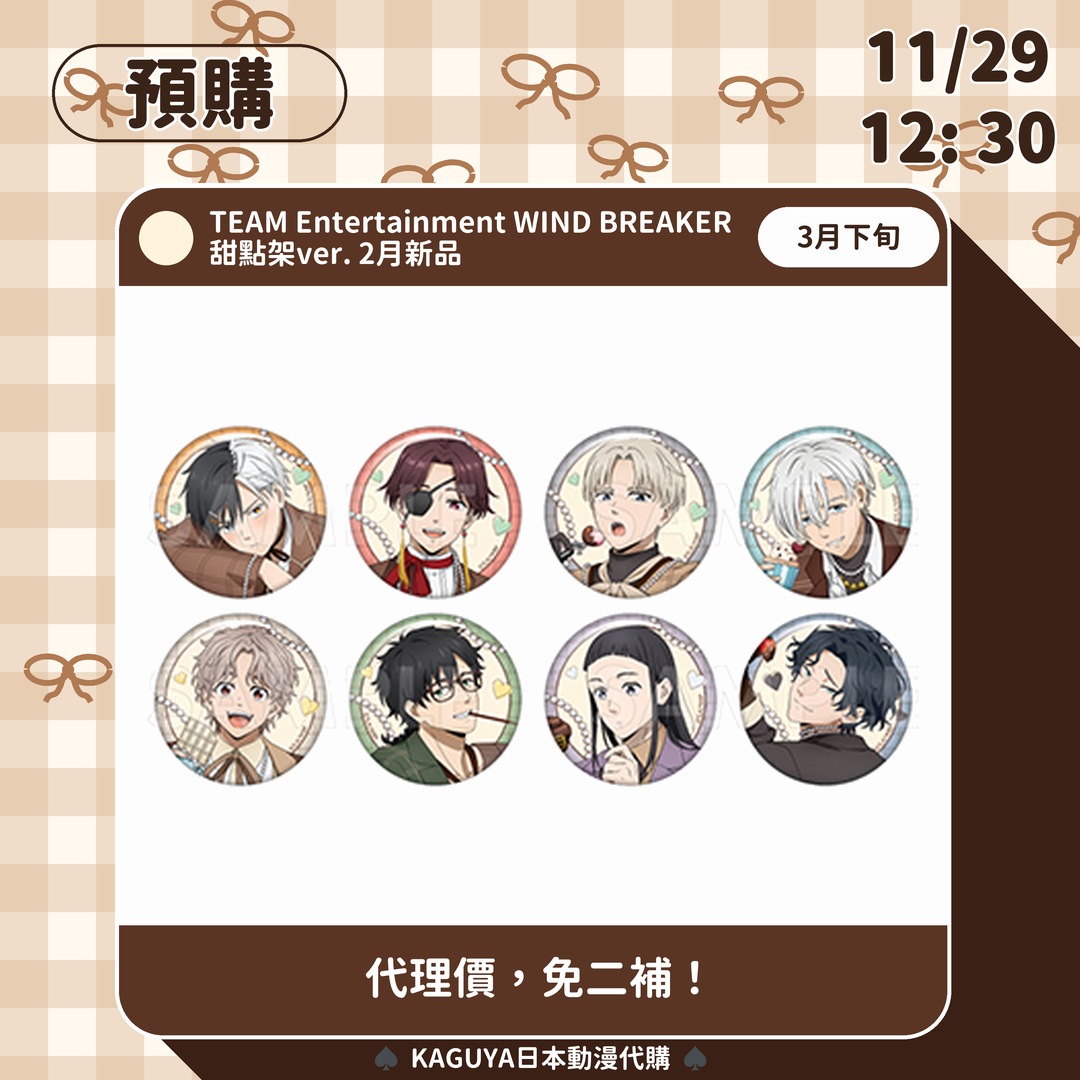 預購
11/29
12:30
TEAM Entertainment WIND BREAKER
甜點架ver. 2月新品
3月下旬
SAMPLE
SAMPLE
代理價，免二補！
♠ KAGUYA日本動漫代購 ♠